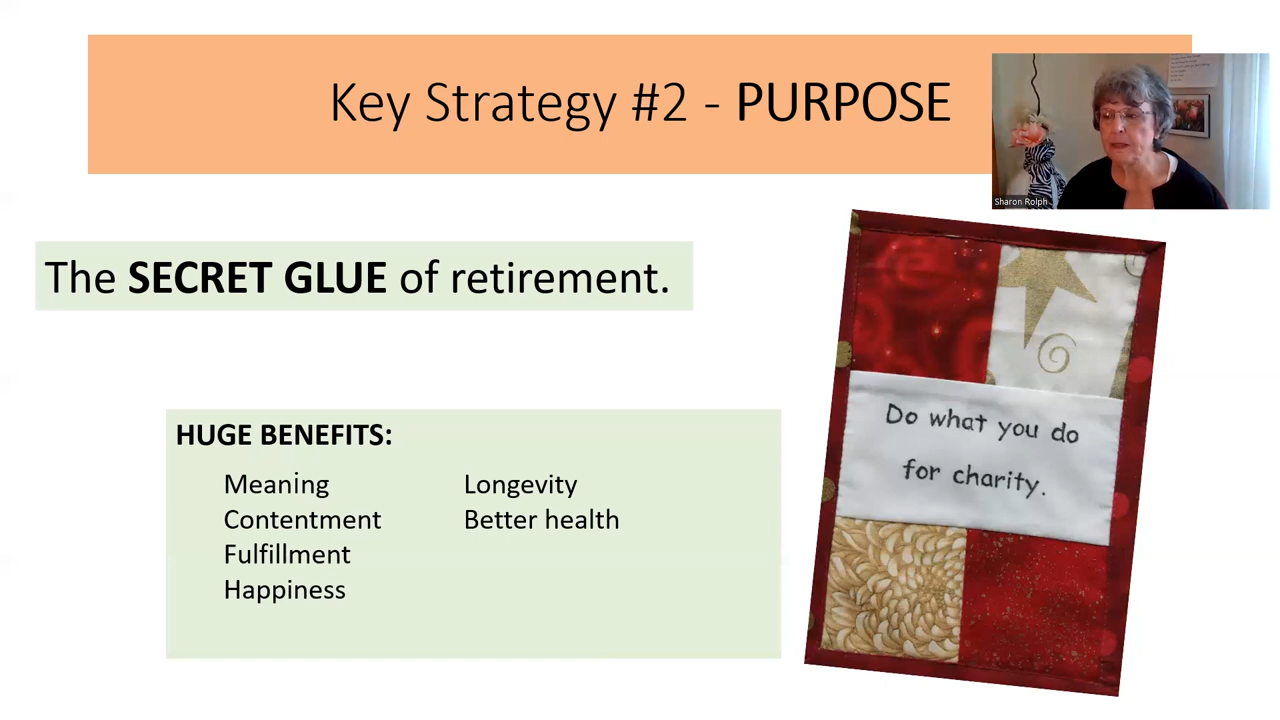 Key Strategy #2 - PURPOSE
Sharon Rolph
The SECRET GLUE of retirement.
HUGE BENEFITS:
Meaning
Contentment
Fulfillment
Happiness
Longevity
Better health
Do what you do
for charity.